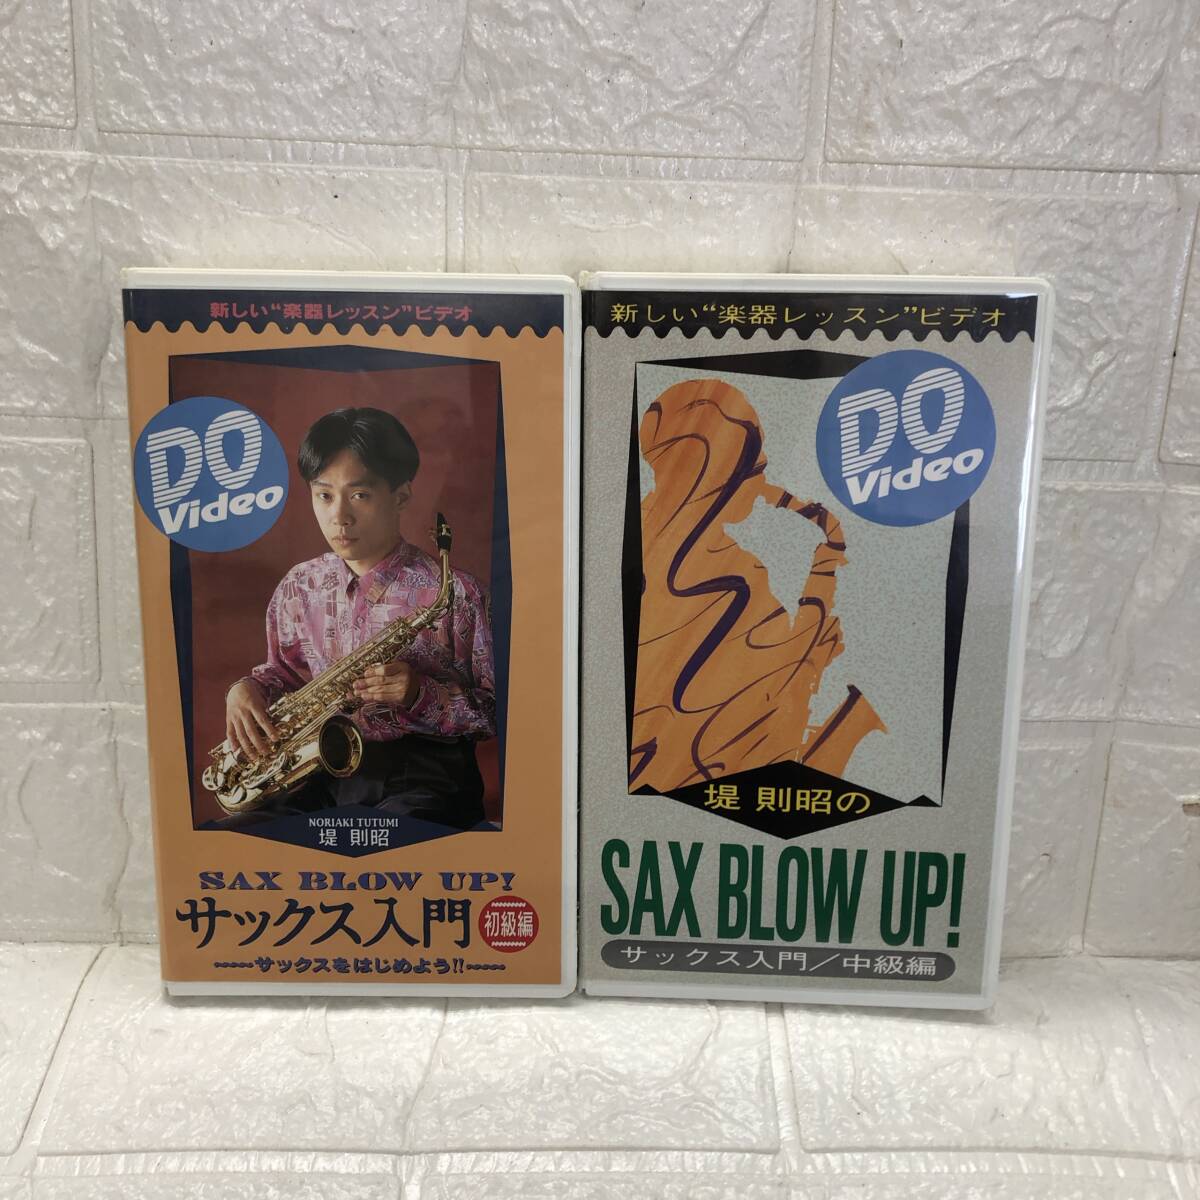 新しい“楽器レッスン”ビデオ
DO
Video
NORIAKI TUTUMI
堤 則昭
SAX BLOW UP!
サックス入門 初級編
～～～サックスをはじめよう!!～～～
新しい“楽器レッスン”ビデオ
DO
Video
堤 則昭の
SAX BLOW UP!
サックス入門／中級編